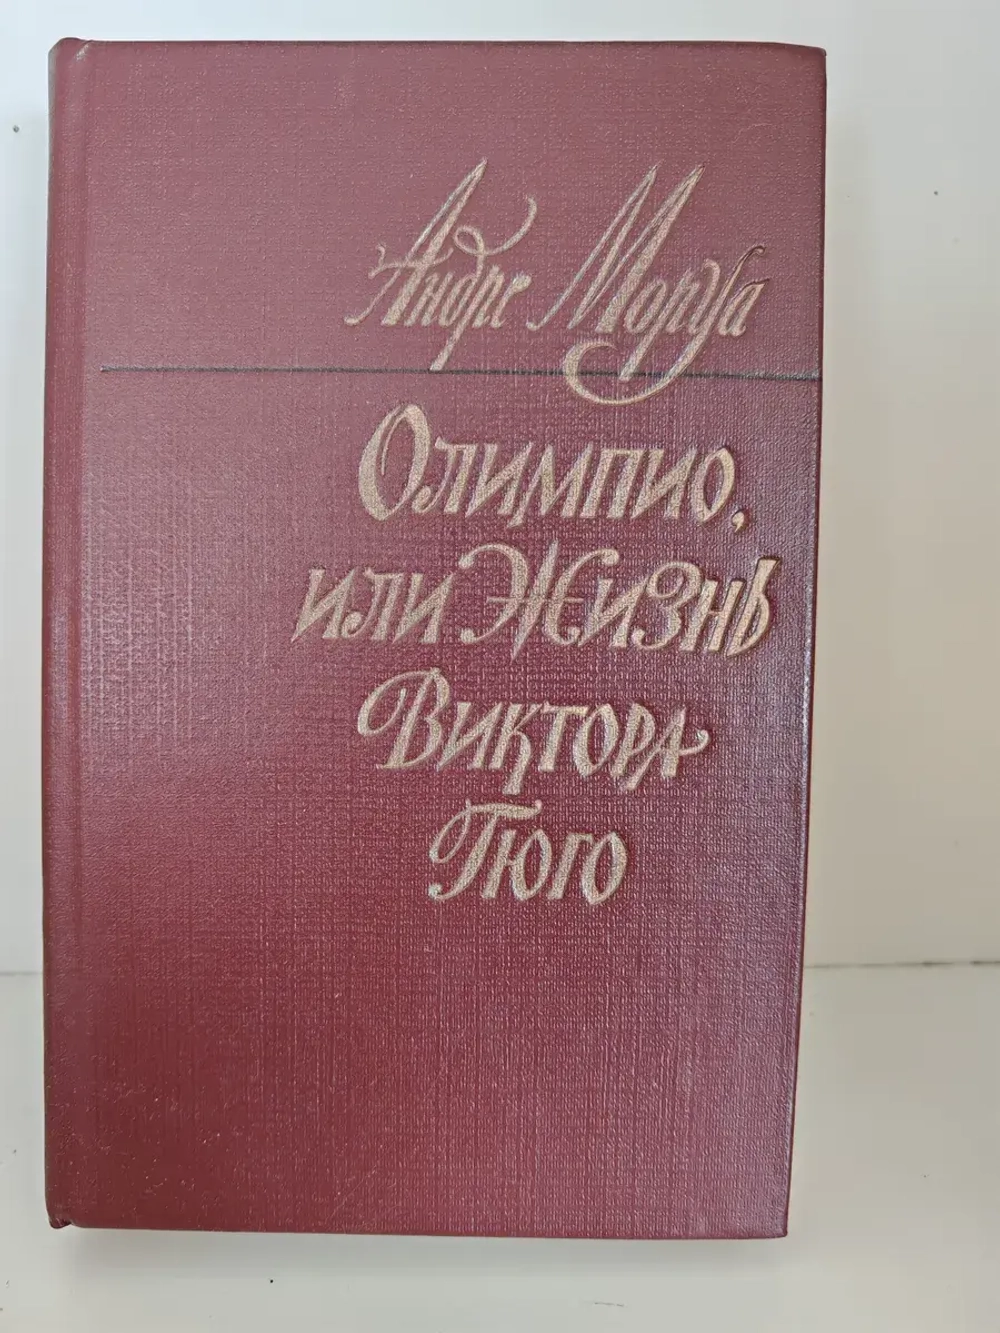 Андре Моруа
Олимпио,
или Жизнь
Виктора
Гюго